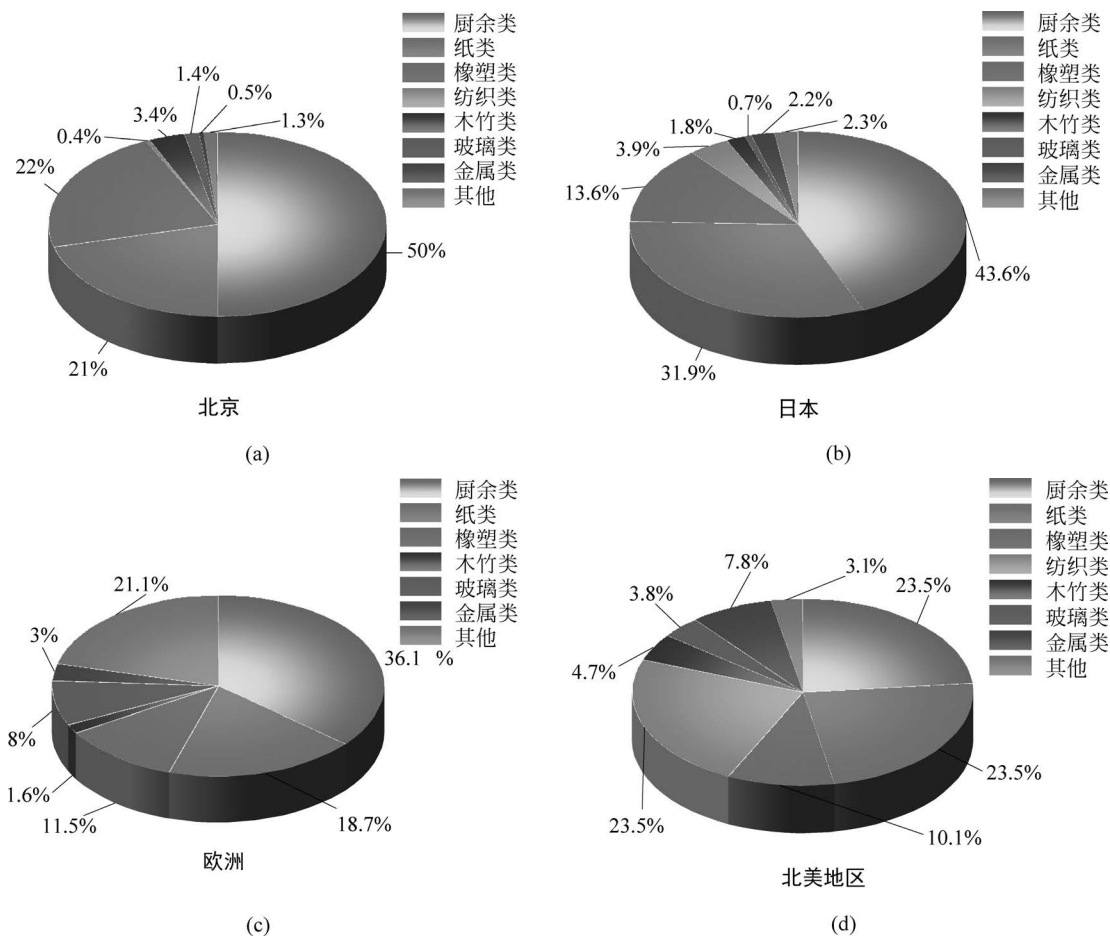 厨余类
纸类
橡塑类
纺织类
木竹类
玻璃类
金属类
其他
1.4%
0.5%
3.4%
1.3%
0.4%
22%
50%
21%
北京
(a)
厨余类
纸类
橡塑类
纺织类
木竹类
玻璃类
金属类
其他
0.7%
2.2%
1.8%
2.3%
3.9%
13.6%
43.6%
31.9%
日本
(b)
厨余类
纸类
橡塑类
木竹类
玻璃类
金属类
其他
21.1%
3%
36.1 %
8%
1.6%
11.5%
18.7%
欧洲
(c)
厨余类
纸类
橡塑类
纺织类
木竹类
玻璃类
金属类
其他
7.8%
3.1%
3.8%
23.5%
4.7%
23.5%
23.5%
10.1%
北美地区
(d)